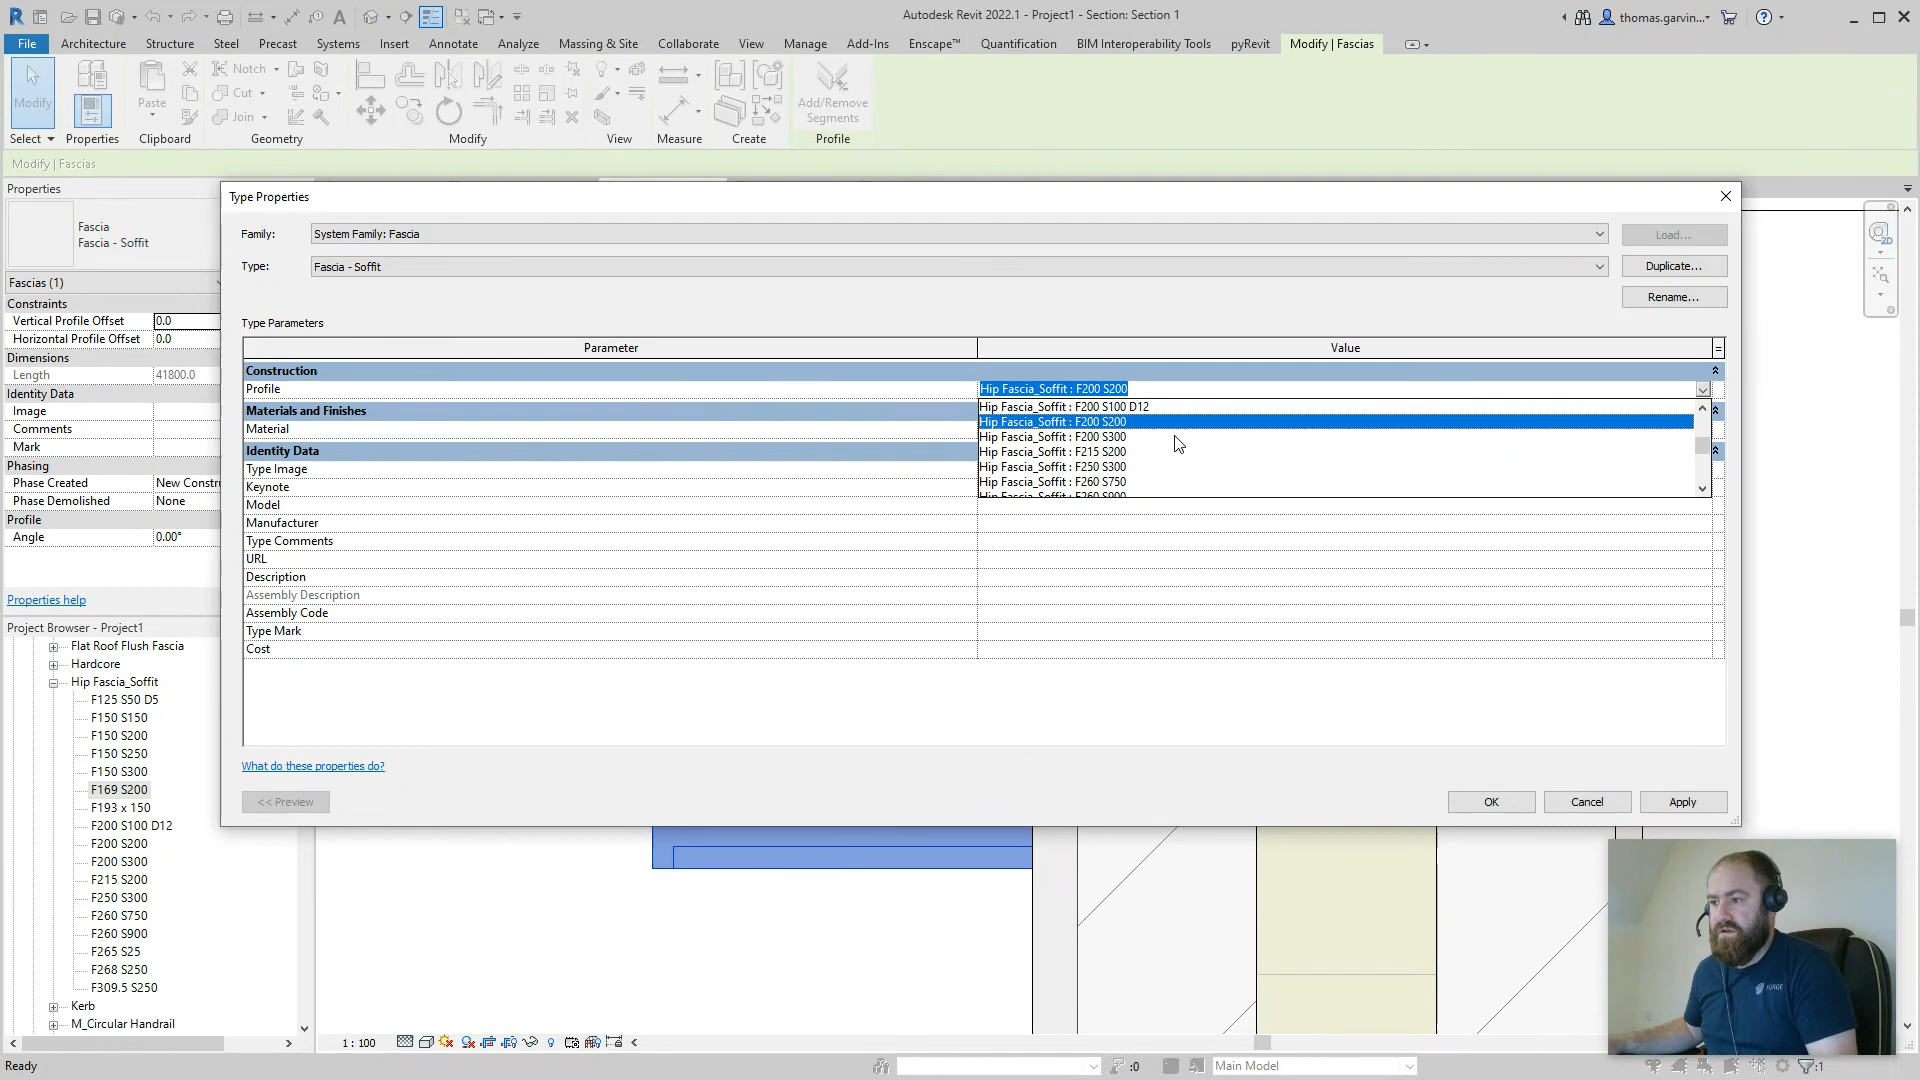 Autodesk Revit 2022.1 - Project1 - Section: Section 1
thomas.garvin...
File
Architecture
Structure
Steel
Precast
Systems
Insert
Annotate
Analyze
Massing & Site
Collaborate
View
Manage
Add-Ins
Enscape™
Quantification
BIM Interoperability Tools
pyRevit
Modify | Fascias
Modify
Paste
Notch
Cut
Join
Add/Remove
Segments
Select
Properties
Clipboard
Geometry
Modify
View
Measure
Create
Profile
Modify | Fascias
Properties
Fascia
Fascia - Soffit
Fascias (1)
Constraints
Vertical Profile Offset 0.0
Horizontal Profile Offset 0.0
Dimensions
Length 41800.0
Identity Data
Image
Comments
Mark
Phasing
Phase Created New Constru
Phase Demolished None
Profile
Angle 0.00°
Properties help
Project Browser - Project1
Flat Roof Flush Fascia
Hardcore
Hip Fascia_Soffit
F125 S50 D5
F150 S150
F150 S200
F150 S250
F150 S300
F169 S200
F193 x 150
F200 S100 D12
F200 S200
F200 S300
F215 S200
F250 S300
F260 S750
F260 S900
F265 S25
F268 S250
F309.5 S250
Kerb
M_Circular Handrail
Type Properties
Family: System Family: Fascia Load...
Type: Fascia - Soffit Duplicate...
Rename...
Type Parameters
Parameter Value =
Construction
Profile Hip Fascia_Soffit : F200 S200
Hip Fascia_Soffit : F200 S100 D12
Hip Fascia_Soffit : F200 S200
Hip Fascia_Soffit : F200 S300
Hip Fascia_Soffit : F215 S200
Hip Fascia_Soffit : F250 S300
Hip Fascia_Soffit : F260 S750
Hip Fascia_Soffit : F260 S900
Materials and Finishes
Material
Identity Data
Type Image
Keynote
Model
Manufacturer
Type Comments
URL
Description
Assembly Description
Assembly Code
Type Mark
Cost
What do these properties do?
<< Preview
OK
Cancel
Apply
1 : 100
Ready
:0
Main Model
:1
FORGE
2D